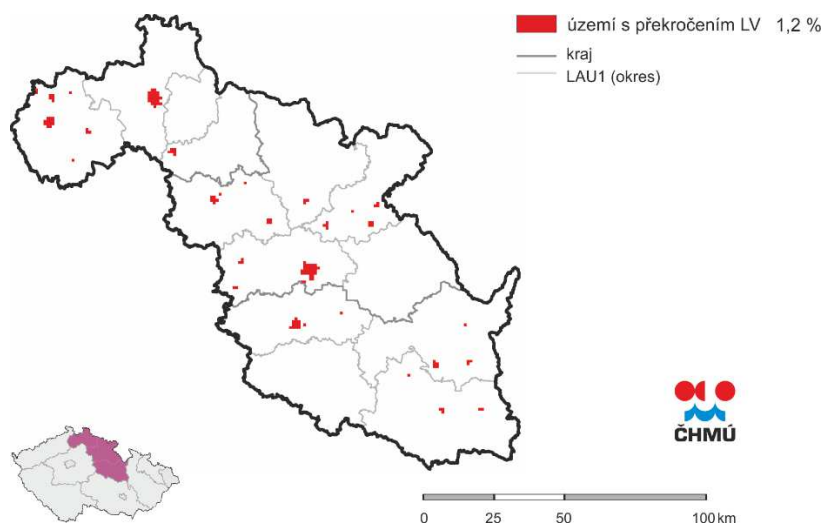 území s překročením LV 1,2 %
kraj
LAU1 (okres)
ČHMÚ
0 25 50 100 km